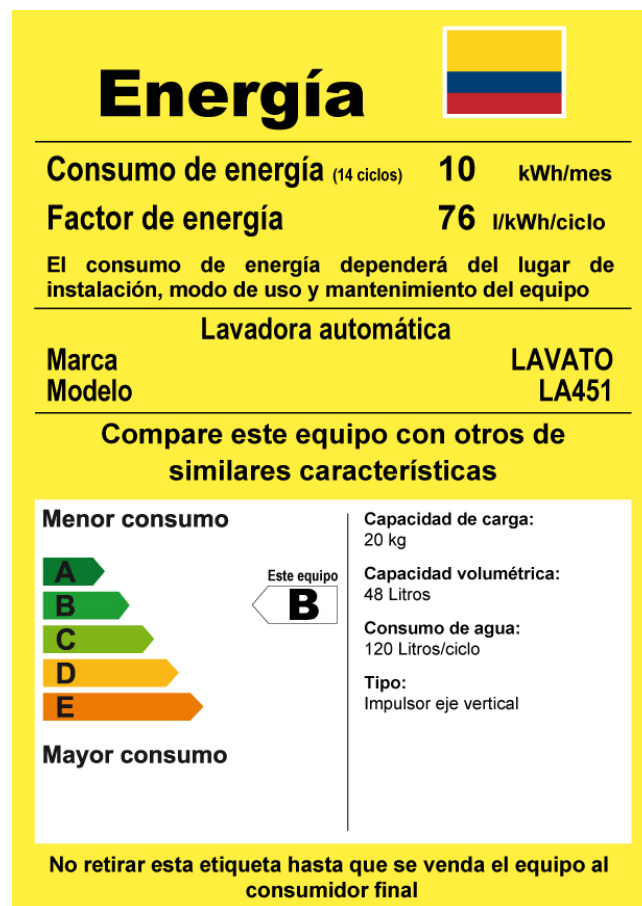 Energía
Consumo de energía (14 ciclos) 10 kWh/mes
Factor de energía 76 l/kWh/ciclo
El consumo de energía dependerá del lugar de
instalación, modo de uso y mantenimiento del equipo
Lavadora automática
Marca LAVATO
Modelo LA451
Compare este equipo con otros de
similares características
Menor consumo
A
B
C
D
E
Mayor consumo
Este equipo
B
Capacidad de carga:
20 kg
Capacidad volumétrica:
48 Litros
Consumo de agua:
120 Litros/ciclo
Tipo:
Impulsor eje vertical
No retirar esta etiqueta hasta que se venda el equipo al
consumidor final